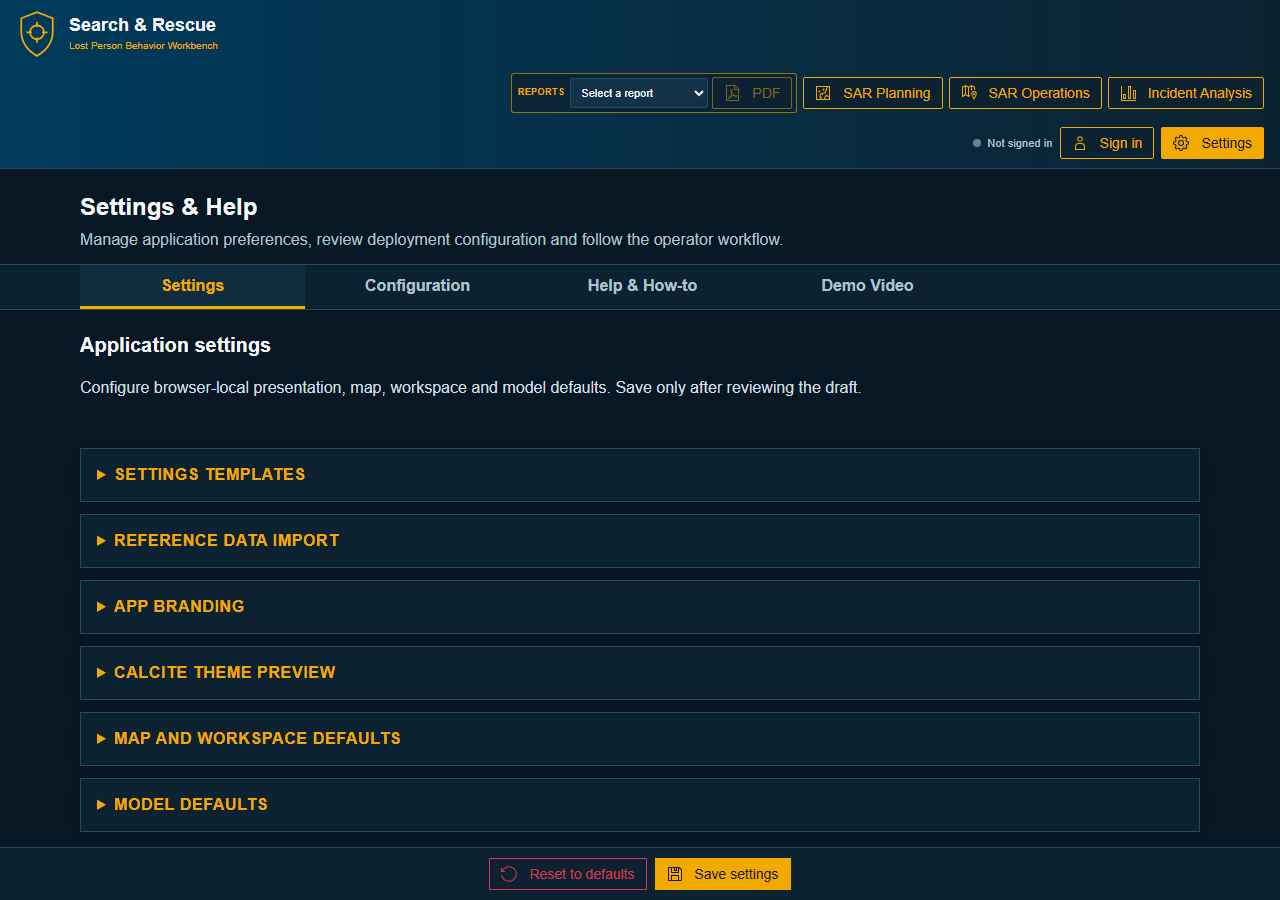 Search & Rescue
Lost Person Behavior Workbench
REPORTS Select a report PDF SAR Planning SAR Operations Incident Analysis
Not signed in Sign in Settings
Settings & Help
Manage application preferences, review deployment configuration and follow the operator workflow.
Settings Configuration Help & How-to Demo Video
Application settings
Configure browser-local presentation, map, workspace and model defaults. Save only after reviewing the draft.
SETTINGS TEMPLATES
REFERENCE DATA IMPORT
APP BRANDING
CALCITE THEME PREVIEW
MAP AND WORKSPACE DEFAULTS
MODEL DEFAULTS
Reset to defaults Save settings